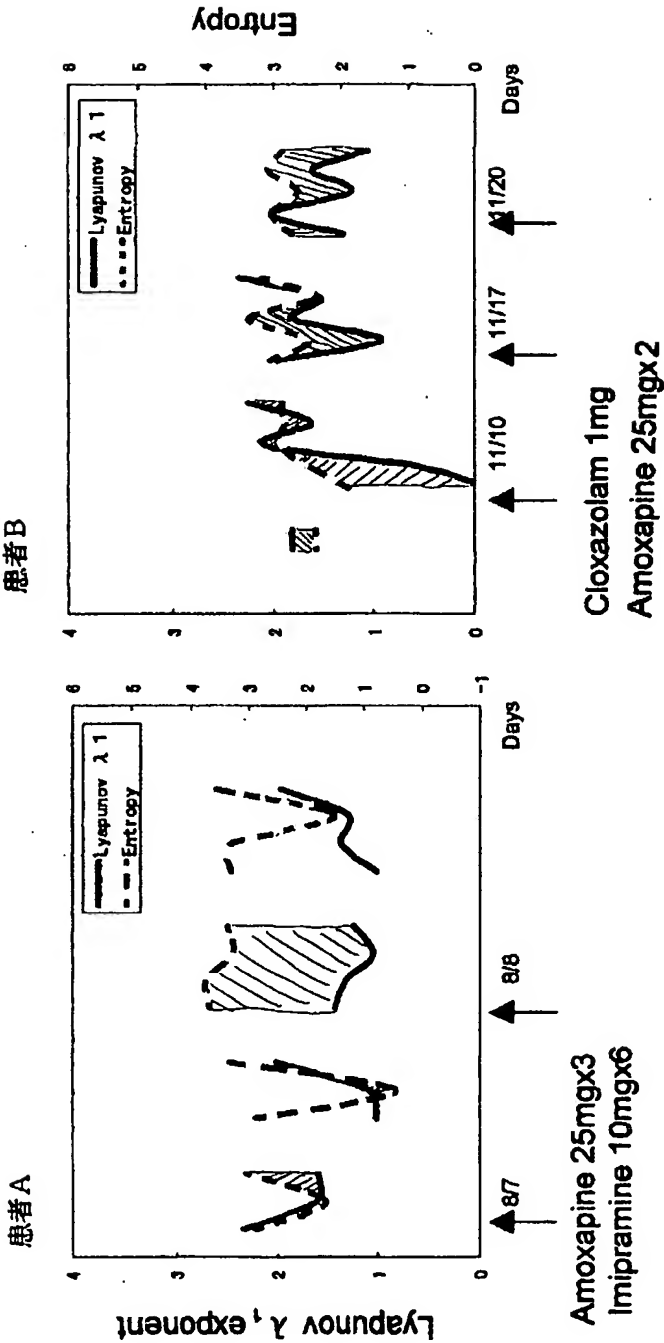 患者A
Lyapunov λ1 exponent
4
3
2
1
0
Lyapunov λ 1
Entropy
6
5
4
3
2
1
0
-1
8/7
8/8
Days
Amoxapine 25mgx3
Imipramine 10mgx6
患者B
4
3
2
1
0
Lyapunov λ 1
Entropy
6
5
4
3
2
1
0
Entropy
11/10
11/17
11/20
Days
Cloxazolam 1mg
Amoxapine 25mgx2